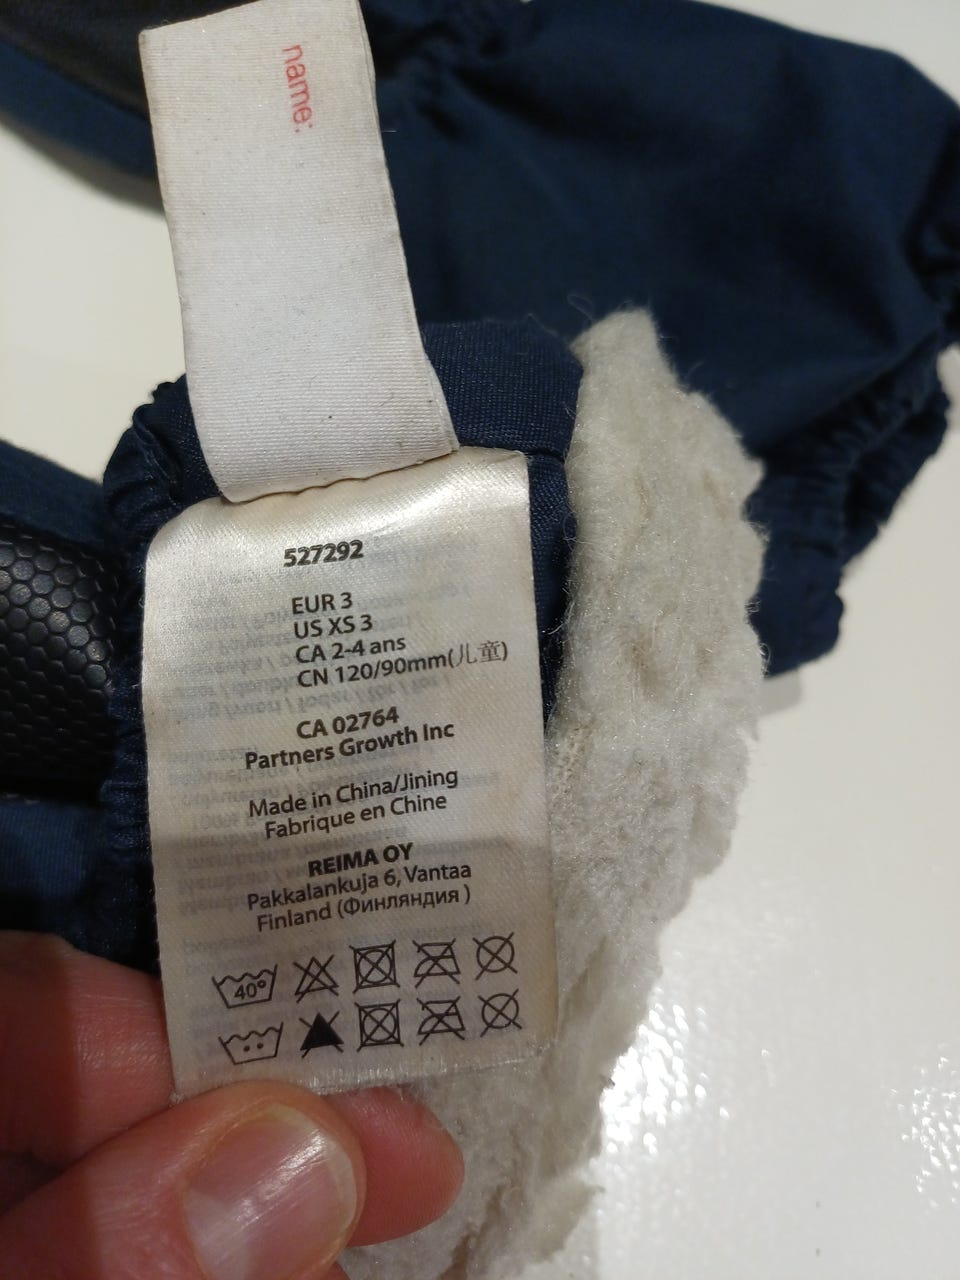 name:
527292
EUR 3
US XS 3
CA 2-4 ans
CN 120/90mm(儿童)
CA 02764
Partners Growth Inc
Made in China/Jining
Fabrique en Chine
REIMA OY
Pakkalankuja 6, Vantaa
Finland (Финляндия )
40°